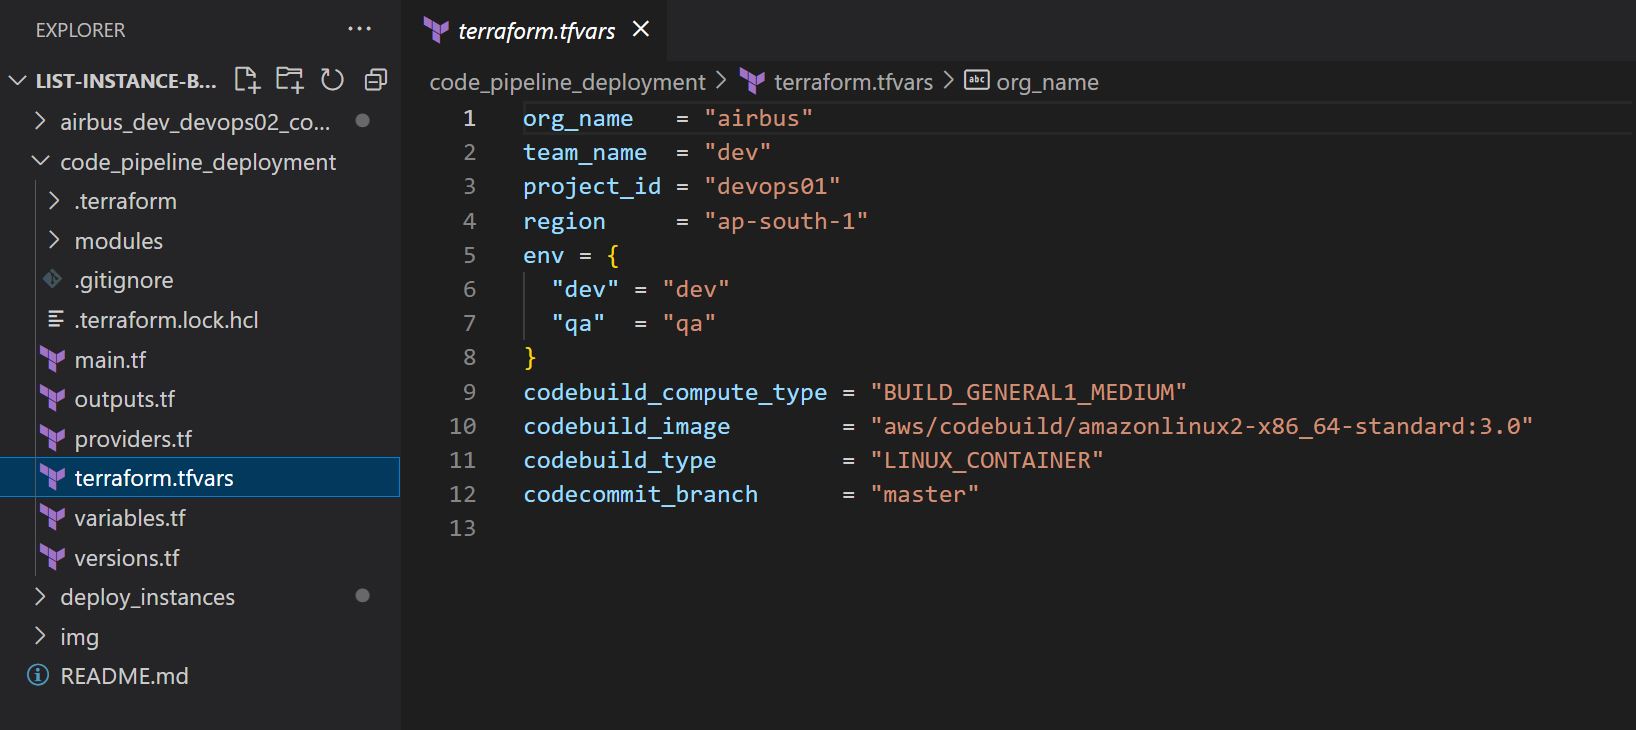 EXPLORER ...
LIST-INSTANCE-B...
airbus_dev_devops02_co...
code_pipeline_deployment
.terraform
modules
.gitignore
.terraform.lock.hcl
main.tf
outputs.tf
providers.tf
terraform.tfvars
variables.tf
versions.tf
deploy_instances
img
README.md
terraform.tfvars
code_pipeline_deployment > terraform.tfvars > abc org_name
1 org_name   = "airbus"
2 team_name  = "dev"
3 project_id = "devops01"
4 region     = "ap-south-1"
5 env = {
6   "dev" = "dev"
7   "qa"  = "qa"
8 }
9 codebuild_compute_type = "BUILD_GENERAL1_MEDIUM"
10 codebuild_image        = "aws/codebuild/amazonlinux2-x86_64-standard:3.0"
11 codebuild_type         = "LINUX_CONTAINER"
12 codecommit_branch      = "master"
13